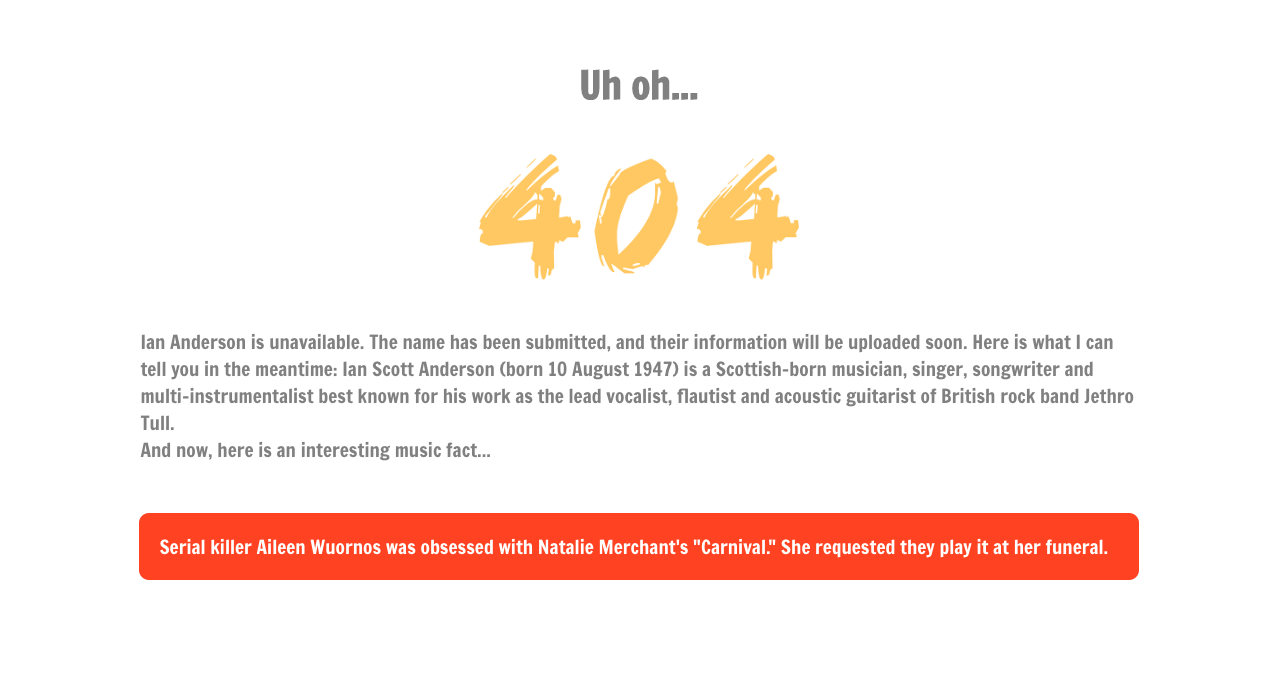 Uh oh...
404
Ian Anderson is unavailable. The name has been submitted, and their information will be uploaded soon. Here is what I can
tell you in the meantime: Ian Scott Anderson (born 10 August 1947) is a Scottish-born musician, singer, songwriter and
multi-instrumentalist best known for his work as the lead vocalist, flautist and acoustic guitarist of British rock band Jethro
Tull.
And now, here is an interesting music fact...
Serial killer Aileen Wuornos was obsessed with Natalie Merchant's "Carnival." She requested they play it at her funeral.